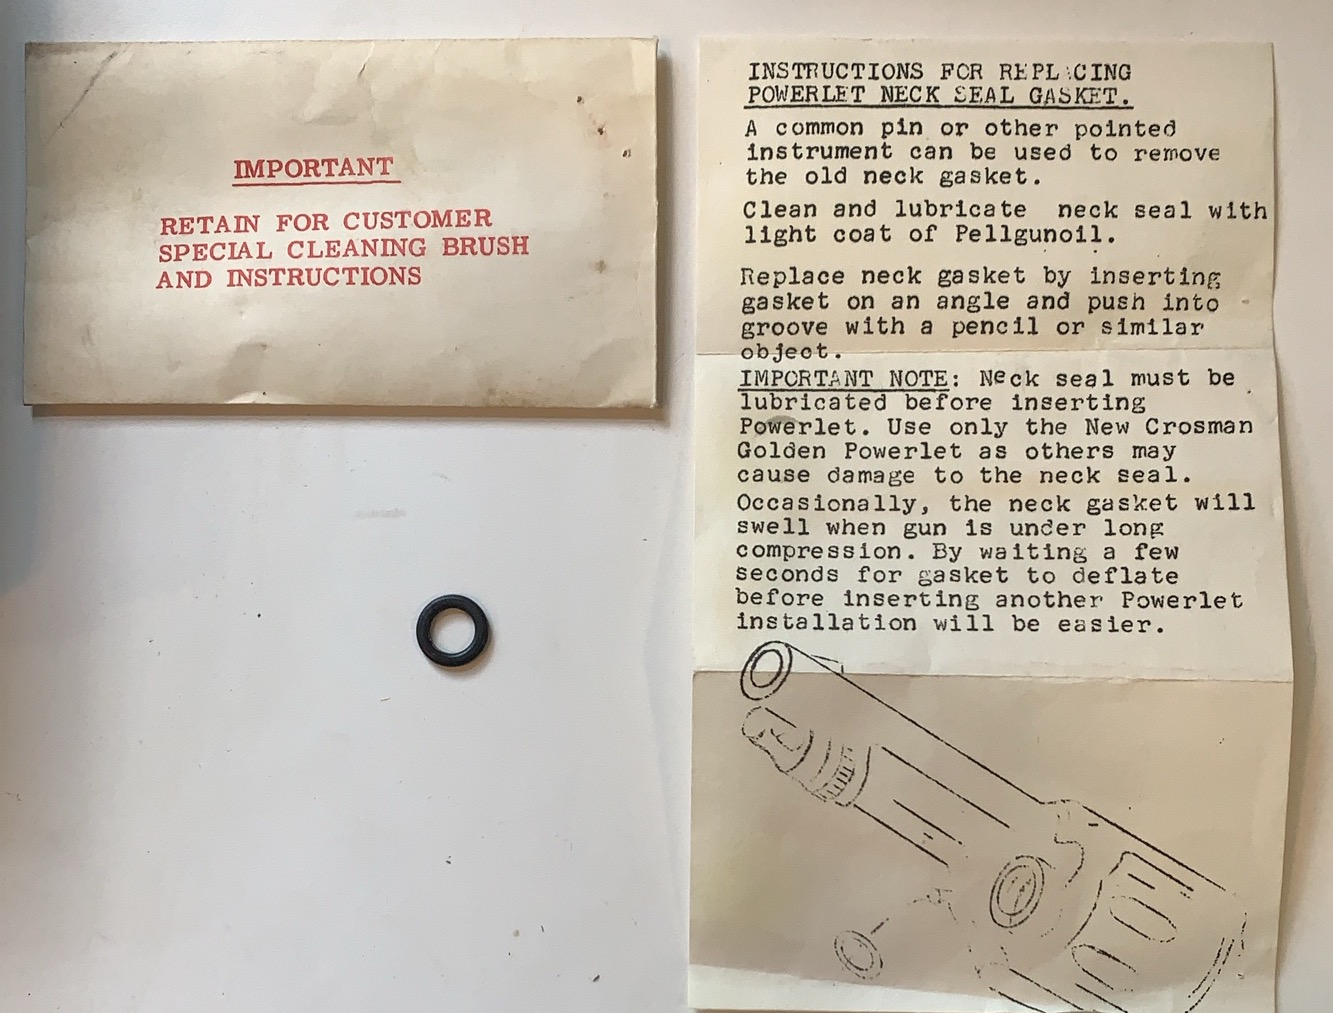 IMPORTANT
RETAIN FOR CUSTOMER
SPECIAL CLEANING BRUSH
AND INSTRUCTIONS
INSTRUCTIONS FOR REPL CING
POWERLET NECK SEAL GASKET.
A common pin or other pointed
instrument can be used to remove
the old neck gasket.
Clean and lubricate neck seal with
light coat of Pellgunoil.
Replace neck gasket by inserting
gasket on an angle and push into
groove with a pencil or similar
object.
IMPORTANT NOTE: Neck seal must be
lubricated before inserting
Powerlet. Use only the New Crosman
Golden Powerlet as others may
cause damage to the neck seal.
Occasionally, the neck gasket will
swell when gun is under long
compression. By waiting a few
seconds for gasket to deflate
before inserting another Powerlet
installation will be easier.